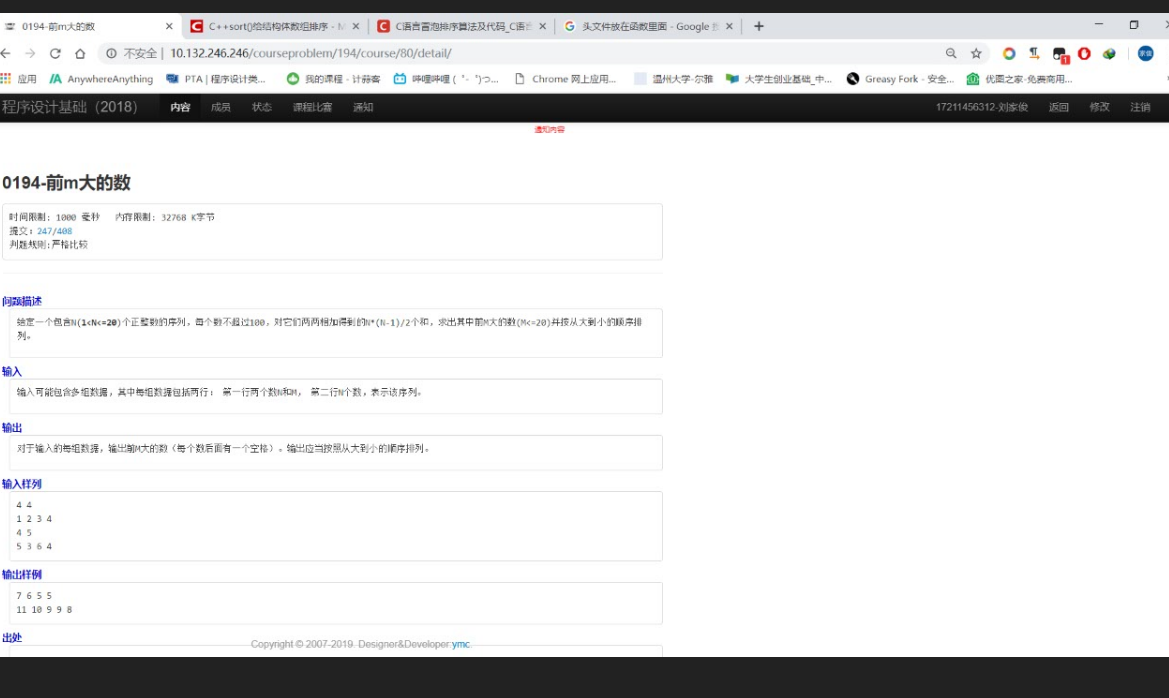 0194-前m大的数
C++sort()给结构体数组排序 -
C语言冒泡排序算法及代码_C语言
头文件放在函数里面 - Google
不安全 | 10.132.246.246/courseproblem/194/course/80/detail/
应用 AnywhereAnything PTA | 程序设计类... 我的课程 - 计蒜客 哔哩哔哩 ( ゜- ゜)つ... Chrome 网上应用... 温州大学-尔雅 大学生创业基础_中... Greasy Fork - 安全... 优匾之家-免费商用...
程序设计基础（2018） 内容 成员 状态 课程比赛 通知 17211456312-刘家俊 返回 修改 注销
通知内容
0194-前m大的数
时间限制: 1000 毫秒 内存限制: 32768 K字节
提交: 247/408
判题规则:严格比较
问题描述
给定一个包含N(1<N<=20)个正整数的序列，每个数不超过100，对它们两两相加得到的N*(N-1)/2个和，求出其中前M大的数(M<=20)并按从大到小的顺序排
列。
输入
输入可能包含多组数据，其中每组数据包括两行： 第一行两个数N和M， 第二行N个数，表示该序列。
输出
对于输入的每组数据，输出前M大的数（每个数后面有一个空格）。输出应当按照从大到小的顺序排列。
输入样列
4 4
1 2 3 4
4 5
5 3 6 4
输出样例
7 6 5 5
11 10 9 9 8
出处
Copyright © 2007-2019. Designer&Developer:ymc.